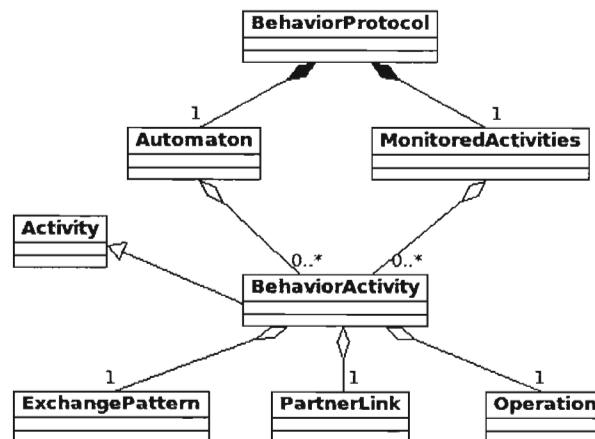 BehaviorProtocol
1
1
Automaton
MonitoredActivities
Activity
0..*
0..*
BehaviorActivity
1
1
1
ExchangePattern
PartnerLink
Operation